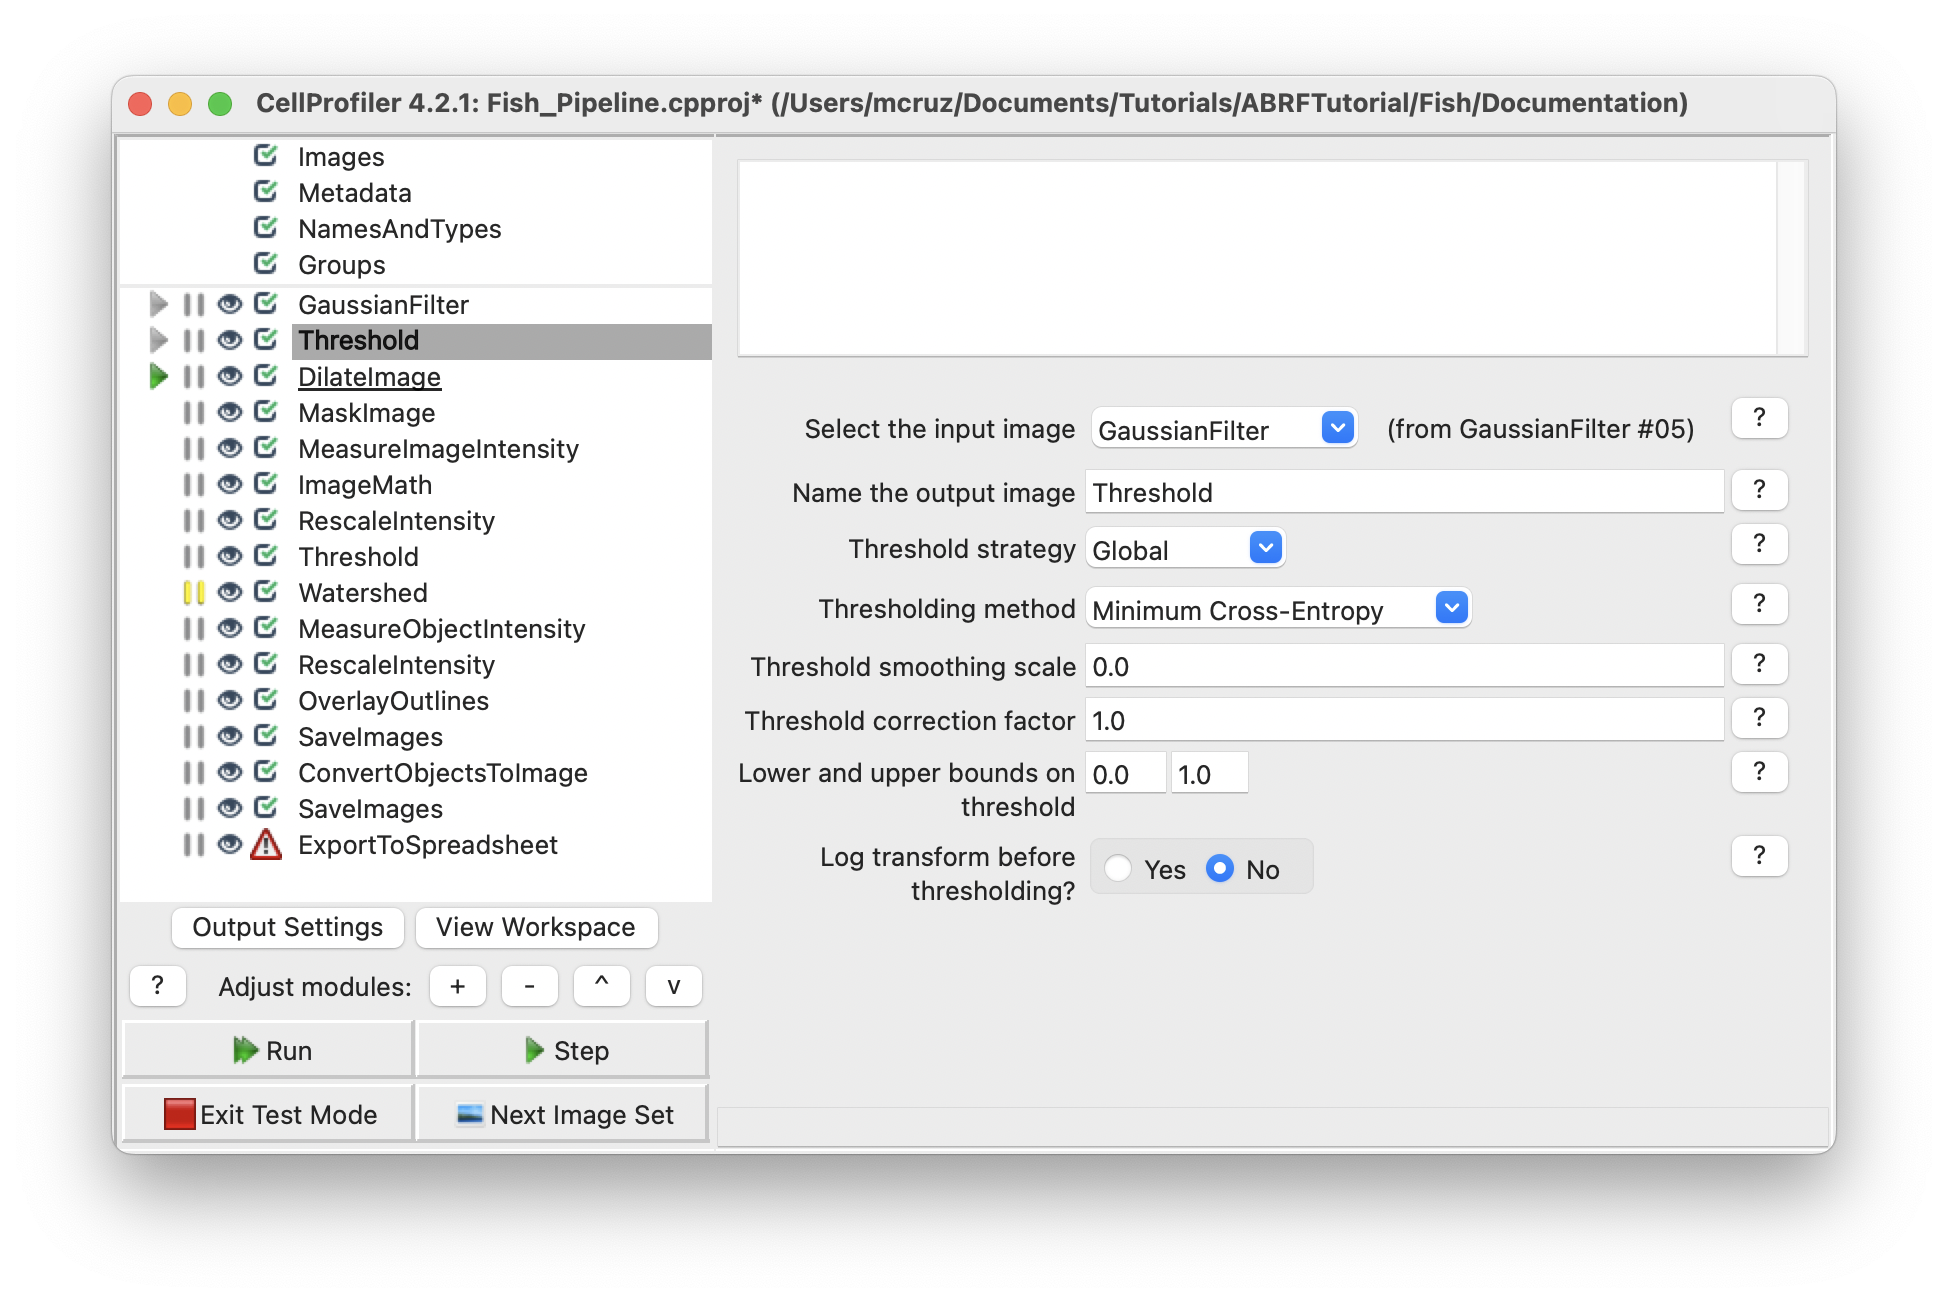 CellProfiler 4.2.1: Fish_Pipeline.cpproj* (/Users/mcruz/Documents/Tutorials/ABRFTutorial/Fish/Documentation)
Images
Metadata
NamesAndTypes
Groups
GaussianFilter
Threshold
DilateImage
MaskImage
MeasureImageIntensity
ImageMath
RescaleIntensity
Threshold
Watershed
MeasureObjectIntensity
RescaleIntensity
OverlayOutlines
SaveImages
ConvertObjectsToImage
SaveImages
ExportToSpreadsheet
Output Settings View Workspace
? Adjust modules: + - ^ v
Run Step
Exit Test Mode Next Image Set
Select the input image GaussianFilter (from GaussianFilter #05) ?
Name the output image Threshold ?
Threshold strategy Global ?
Thresholding method Minimum Cross-Entropy ?
Threshold smoothing scale 0.0 ?
Threshold correction factor 1.0 ?
Lower and upper bounds on 0.0 1.0 ?
threshold
Log transform before Yes No ?
thresholding?